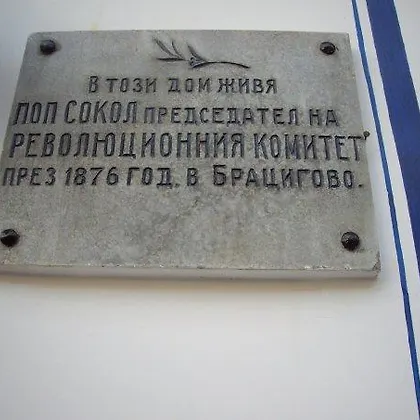 В този дом живя
поп Сокол председател на
революционния комитет
през 1876 год. в Брацигово.